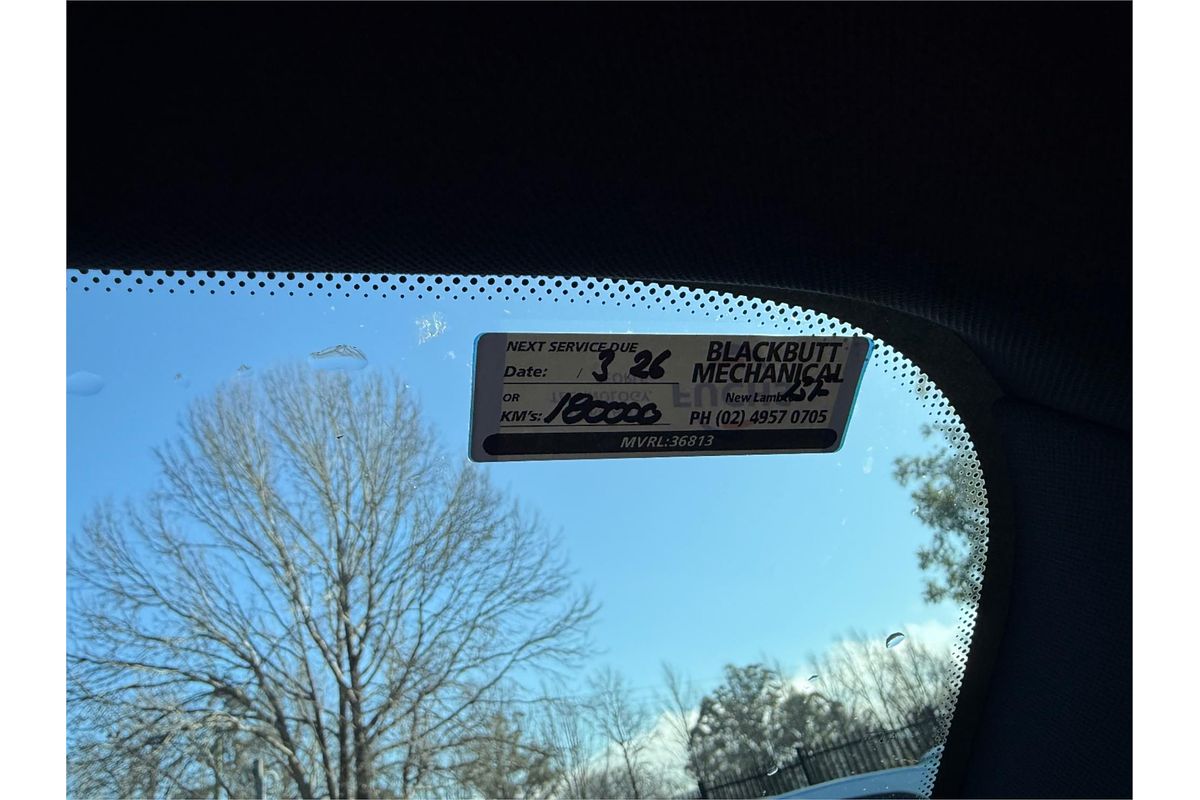 NEXT SERVICE DUE
Date: / 3 26
OR
KM's: 180000
BLACKBUTT
MECHANICAL
New Lambton
PH (02) 4957 0705
MVRL:36813